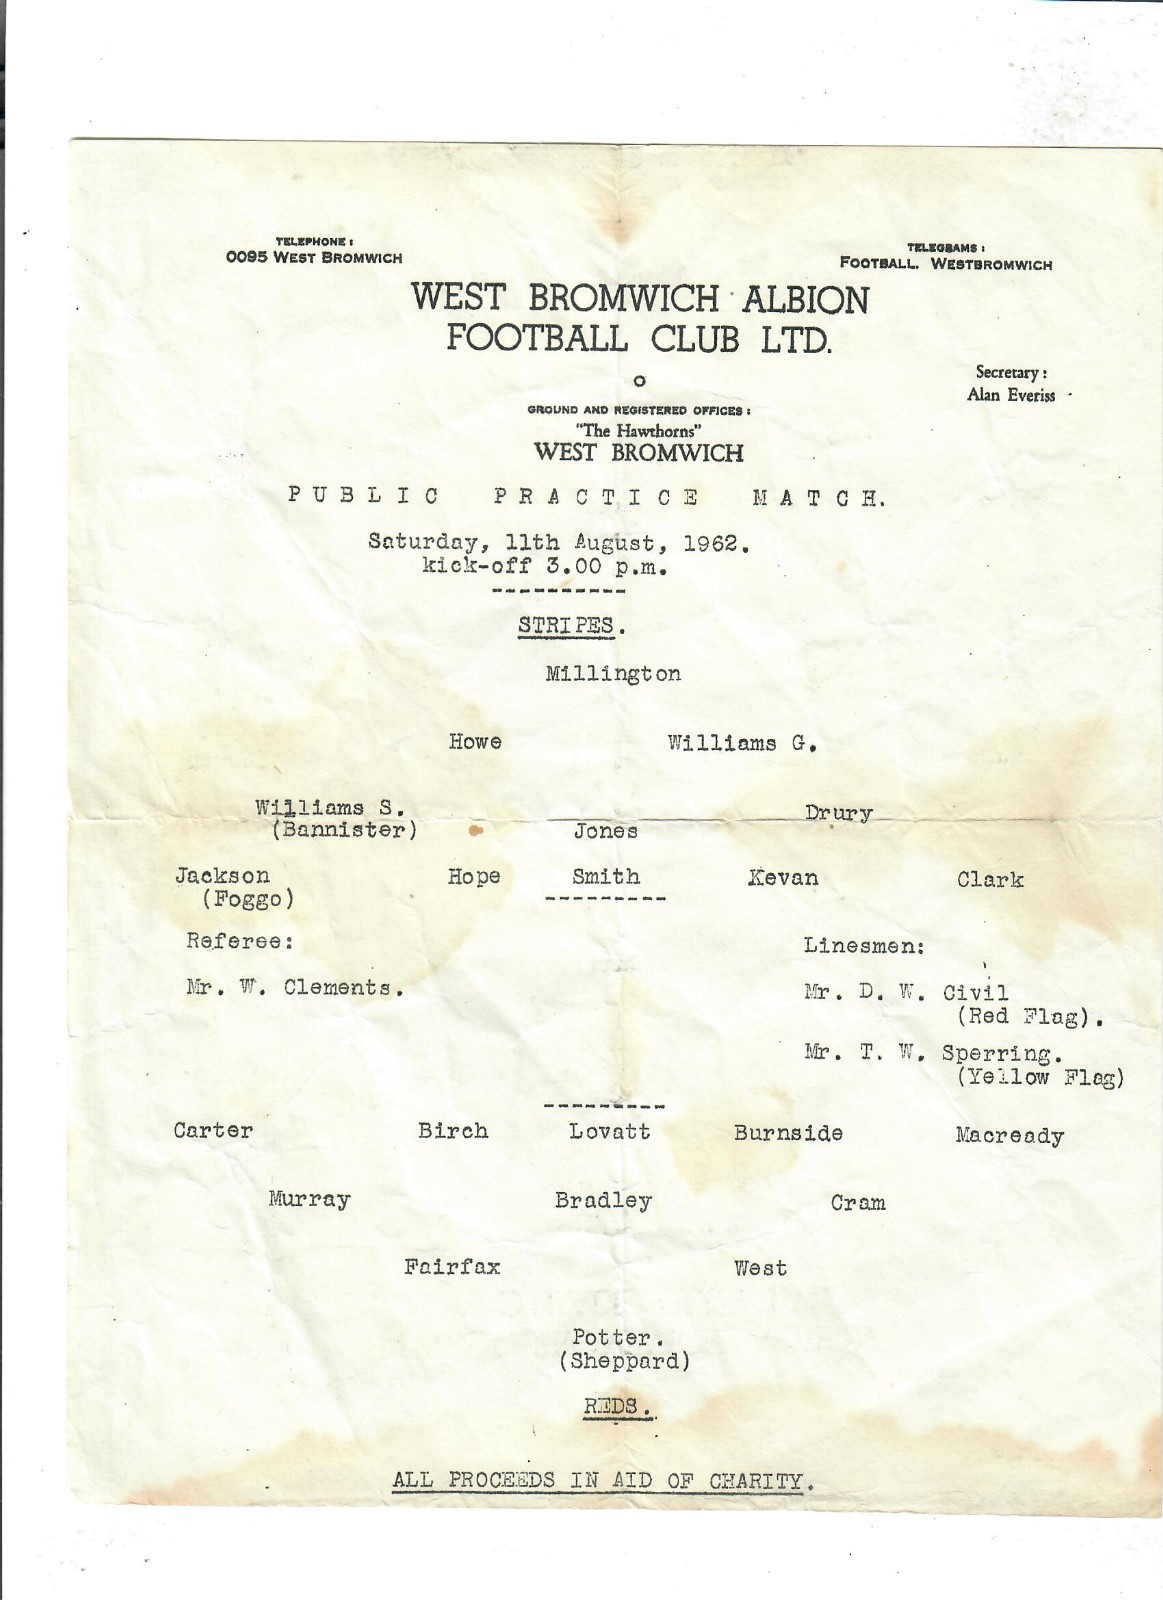 TELEPHONE:
0095 WEST BROMWICH
TELEGRAMS:
FOOTBALL. WESTBROMWICH
WEST BROMWICH ALBION
FOOTBALL CLUB LTD.
Secretary:
Alan Everiss
GROUND AND REGISTERED OFFICES:
"The Hawthorns"
WEST BROMWICH
PUBLIC PRACTICE MATCH.
Saturday, 11th August, 1962.
kick-off 3.00 p.m.
----------
STRIPES.
Millington
Howe Williams G.
Williams S. Drury
(Bannister) Jones
Jackson Hope Smith Kevan Clark
(Foggo) ---------
Referee: Linesmen:
Mr. W. Clements. Mr. D. W. Civil
(Red Flag).
Mr. T. W. Sperring.
(Yellow Flag)
---------
Carter Birch Lovatt Burnside Macready
Murray Bradley Cram
Fairfax West
Potter.
(Sheppard)
REDS.
ALL PROCEEDS IN AID OF CHARITY.